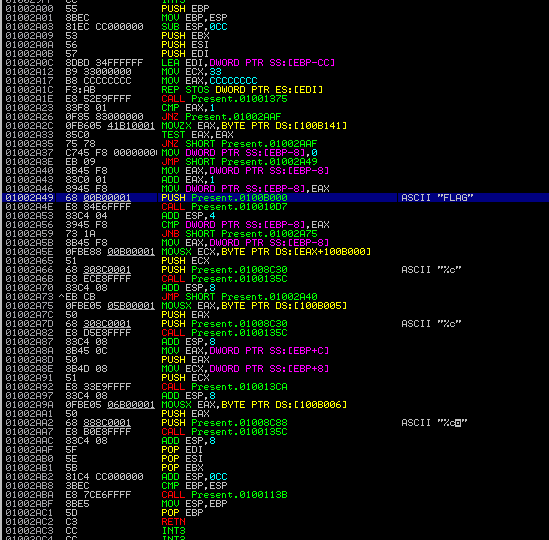 CC INT3
01002A00 55 PUSH EBP
01002A01 8BEC MOV EBP,ESP
01002A03 81EC CC000000 SUB ESP,0CC
01002A09 53 PUSH EBX
01002A0A 56 PUSH ESI
01002A0B 57 PUSH EDI
01002A0C 8DBD 34FFFFFF LEA EDI,DWORD PTR SS:[EBP-CC]
01002A12 B9 33000000 MOV ECX,33
01002A17 B8 CCCCCCCC MOV EAX,CCCCCCCC
01002A1C F3:AB REP STOS DWORD PTR ES:[EDI]
01002A1E E8 52E9FFFF CALL Present.01001375
01002A23 83F8 01 CMP EAX,1
01002A26 0F85 83000000 JNZ Present.01002AAF
01002A2C 0FB605 41B10001 MOVZX EAX,BYTE PTR DS:[100B141]
01002A33 85C0 TEST EAX,EAX
01002A35 75 78 JNZ SHORT Present.01002AAF
01002A37 C745 F8 00000000 MOV DWORD PTR SS:[EBP-8],0
01002A3E EB 09 JMP SHORT Present.01002A49
01002A40 8B45 F8 MOV EAX,DWORD PTR SS:[EBP-8]
01002A43 83C0 01 ADD EAX,1
01002A46 8945 F8 MOV DWORD PTR SS:[EBP-8],EAX
01002A49 68 00B00001 PUSH Present.0100B000 ASCII "FLAG"
01002A4E E8 84E6FFFF CALL Present.010010D7
01002A53 83C4 04 ADD ESP,4
01002A56 3945 F8 CMP DWORD PTR SS:[EBP-8],EAX
01002A59 73 1A JNB SHORT Present.01002A75
01002A5B 8B45 F8 MOV EAX,DWORD PTR SS:[EBP-8]
01002A5E 0FBE88 00B00001 MOVSX ECX,BYTE PTR DS:[EAX+100B000]
01002A65 51 PUSH ECX
01002A66 68 308C0001 PUSH Present.01008C30 ASCII "%c"
01002A6B E8 ECE8FFFF CALL Present.0100135C
01002A70 83C4 08 ADD ESP,8
01002A73 ^EB CB JMP SHORT Present.01002A40
01002A75 0FBE05 05B00001 MOVSX EAX,BYTE PTR DS:[100B005]
01002A7C 50 PUSH EAX
01002A7D 68 308C0001 PUSH Present.01008C30 ASCII "%c"
01002A82 E8 D5E8FFFF CALL Present.0100135C
01002A87 83C4 08 ADD ESP,8
01002A8A 8B45 0C MOV EAX,DWORD PTR SS:[EBP+C]
01002A8D 50 PUSH EAX
01002A8E 8B4D 08 MOV ECX,DWORD PTR SS:[EBP+8]
01002A91 51 PUSH ECX
01002A92 E8 33E9FFFF CALL Present.010013CA
01002A97 83C4 08 ADD ESP,8
01002A9A 0FBE05 06B00001 MOVSX EAX,BYTE PTR DS:[100B006]
01002AA1 50 PUSH EAX
01002AA2 68 888C0001 PUSH Present.01008C88 ASCII "%c"
01002AA7 E8 B0E8FFFF CALL Present.0100135C
01002AAC 83C4 08 ADD ESP,8
01002AAF 5F POP EDI
01002AB0 5E POP ESI
01002AB1 5B POP EBX
01002AB2 81C4 CC000000 ADD ESP,0CC
01002AB8 3BEC CMP EBP,ESP
01002ABA E8 7CE6FFFF CALL Present.0100113B
01002ABF 8BE5 MOV ESP,EBP
01002AC1 5D POP EBP
01002AC2 C3 RETN
01002AC3 CC INT3
01002AC4 CC INT3